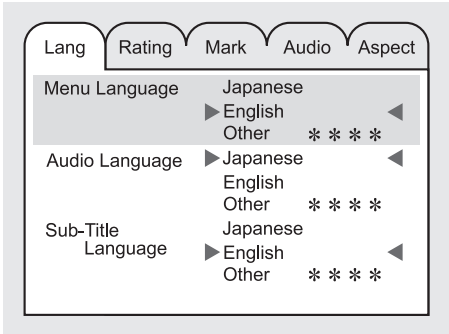 Lang Rating Mark Audio Aspect
Menu Language Japanese
English
Other ＊＊＊＊
Audio Language Japanese
English
Other ＊＊＊＊
Sub-Title Japanese
Language English
Other ＊＊＊＊